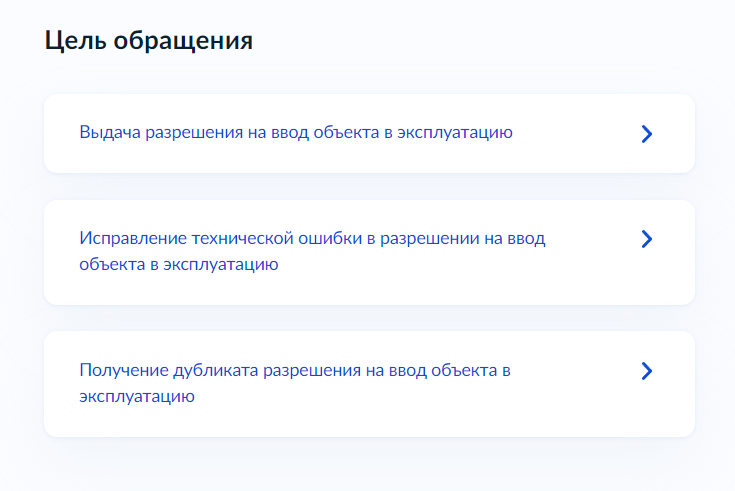 Цель обращения
Выдача разрешения на ввод объекта в эксплуатацию
Исправление технической ошибки в разрешении на ввод
объекта в эксплуатацию
Получение дубликата разрешения на ввод объекта в
эксплуатацию